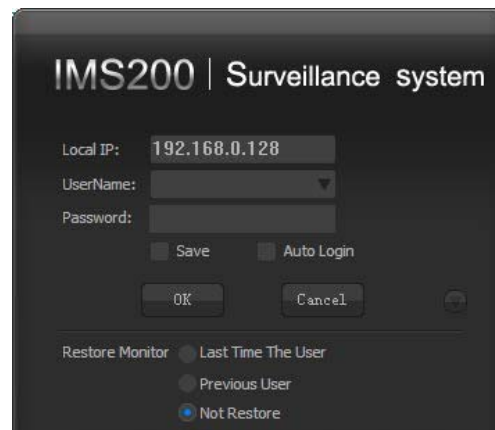 IMS200 | Surveillance system
Local IP: 192.168.0.128
UserName:
Password:
Save Auto Login
OK Cancel
Restore Monitor Last Time The User
Previous User
Not Restore